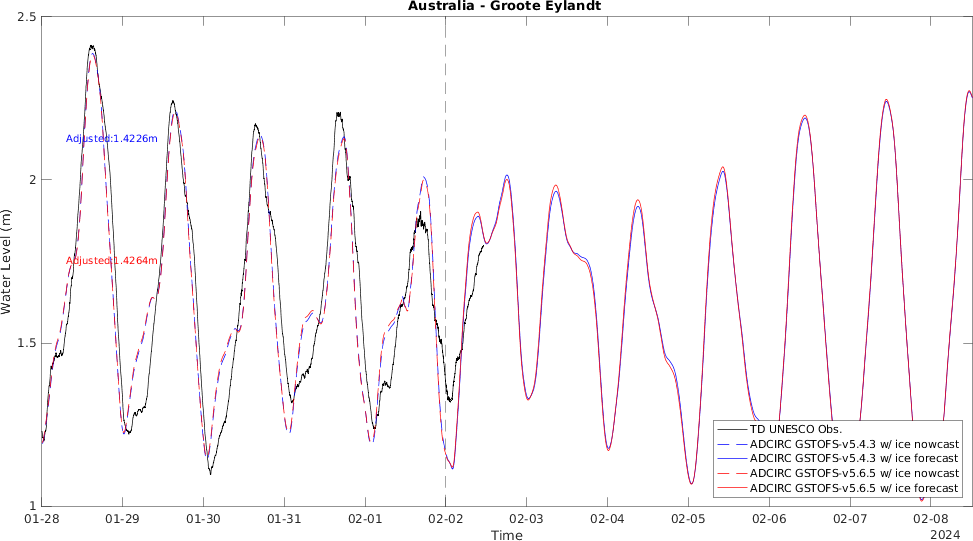 Australia - Groote Eylandt
2.5
Adjusted:1.4226m
2
Adjusted:1.4264m
1.5
1
Water Level (m)
TD UNESCO Obs.
ADCIRC GSTOFS-v5.4.3 w/ ice nowcast
ADCIRC GSTOFS-v5.4.3 w/ ice forecast
ADCIRC GSTOFS-v5.6.5 w/ ice nowcast
ADCIRC GSTOFS-v5.6.5 w/ ice forecast
01-28 01-29 01-30 01-31 02-01 02-02 02-03 02-04 02-05 02-06 02-07 02-08
Time
2024